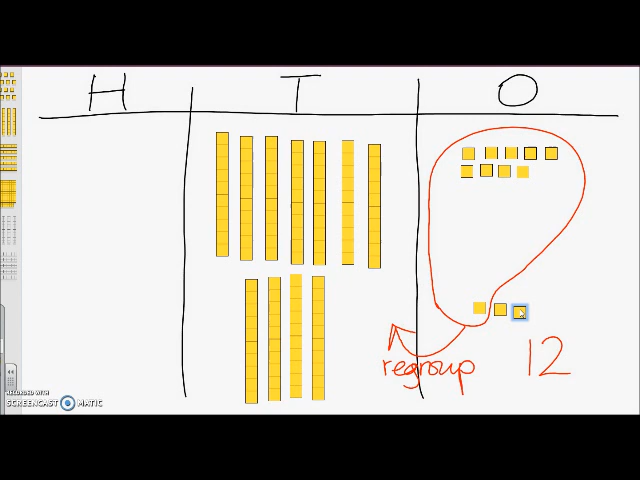 H T O
12
regroup
RECORDED WITH
SCREENCAST MATIC